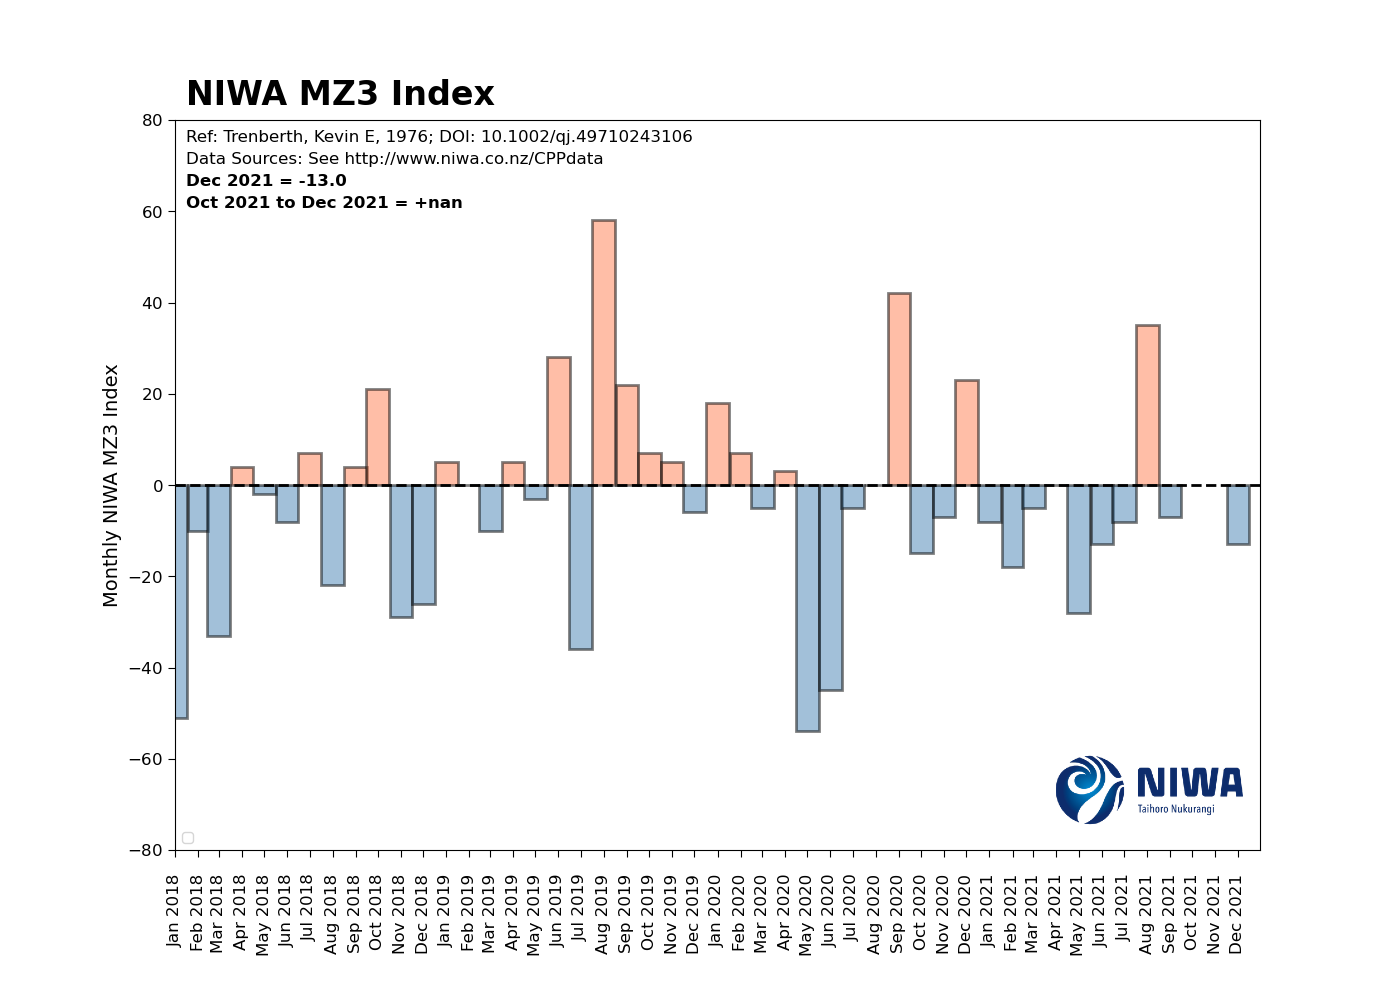 NIWA MZ3 Index
Ref: Trenberth, Kevin E, 1976; DOI: 10.1002/qj.49710243106
Data Sources: See http://www.niwa.co.nz/CPPdata
Dec 2021 = -13.0
Oct 2021 to Dec 2021 = +nan
Monthly NIWA MZ3 Index
80
60
40
20
0
−20
−40
−60
−80
NIWA
Taihoro Nukurangi
Jan 2018
Feb 2018
Mar 2018
Apr 2018
May 2018
Jun 2018
Jul 2018
Aug 2018
Sep 2018
Oct 2018
Nov 2018
Dec 2018
Jan 2019
Feb 2019
Mar 2019
Apr 2019
May 2019
Jun 2019
Jul 2019
Aug 2019
Sep 2019
Oct 2019
Nov 2019
Dec 2019
Jan 2020
Feb 2020
Mar 2020
Apr 2020
May 2020
Jun 2020
Jul 2020
Aug 2020
Sep 2020
Oct 2020
Nov 2020
Dec 2020
Jan 2021
Feb 2021
Mar 2021
Apr 2021
May 2021
Jun 2021
Jul 2021
Aug 2021
Sep 2021
Oct 2021
Nov 2021
Dec 2021